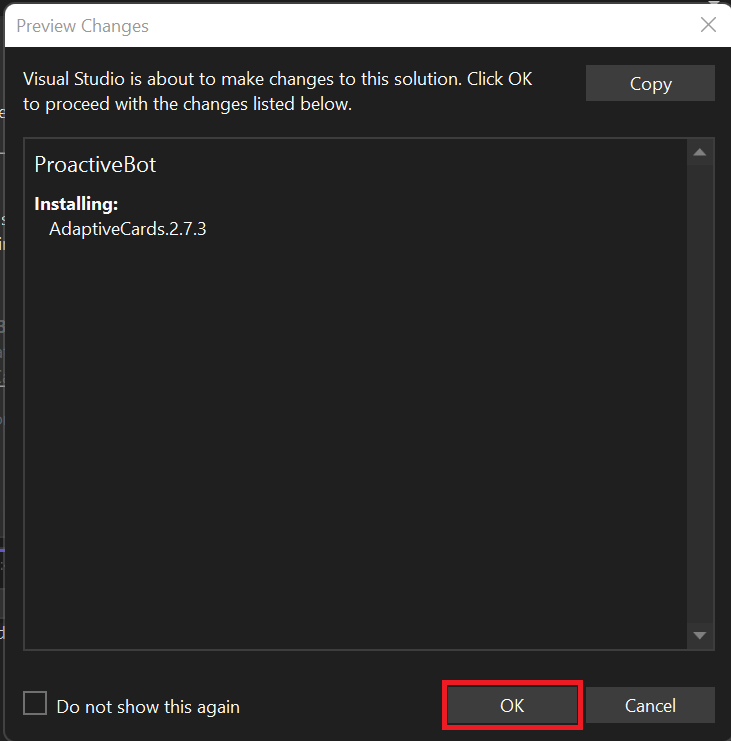 Preview Changes
Visual Studio is about to make changes to this solution. Click OK
Copy
to proceed with the changes listed below.
ProactiveBot
Installing:
AdaptiveCards.2.7.3
Do not show this again
OK
Cancel